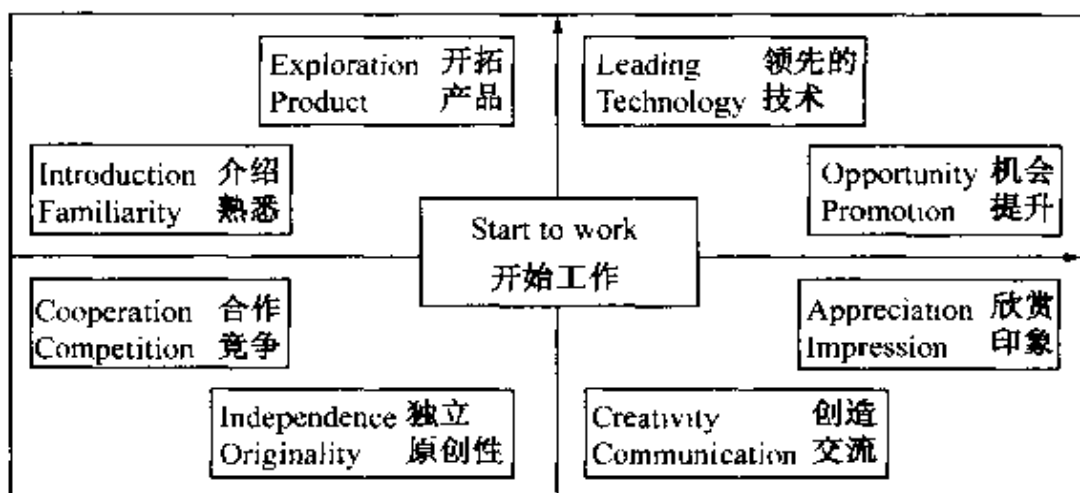 Exploration 开拓
Product 产品
Leading 领先的
Technology 技术
Introduction 介绍
Familiarity 熟悉
Opportunity 机会
Promotion 提升
Start to work
开始工作
Cooperation 合作
Competition 竞争
Appreciation 欣赏
Impression 印象
Independence 独立
Originality 原创性
Creativity 创造
Communication 交流